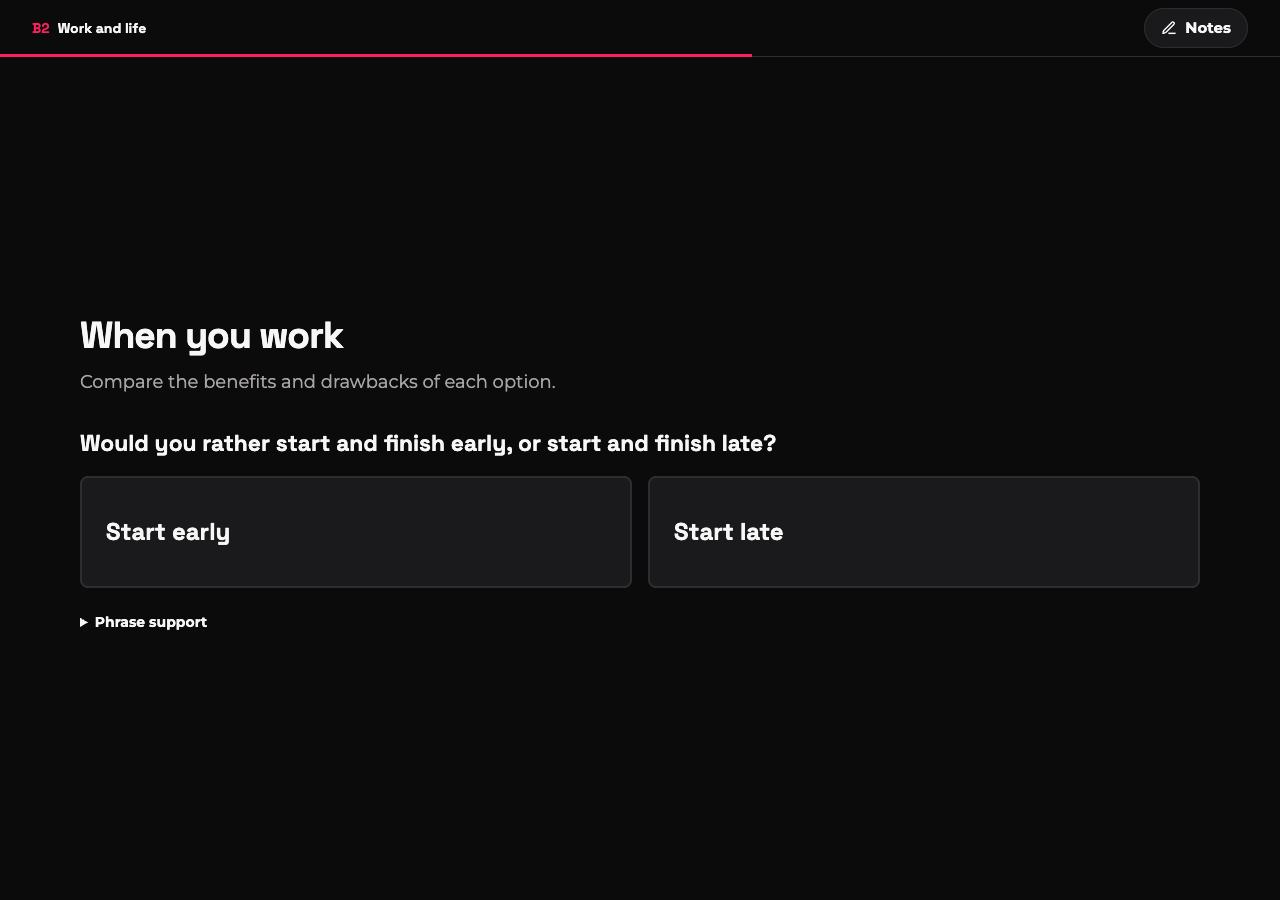 B2 Work and life
Notes
When you work
Compare the benefits and drawbacks of each option.
Would you rather start and finish early, or start and finish late?
Start early
Start late
Phrase support